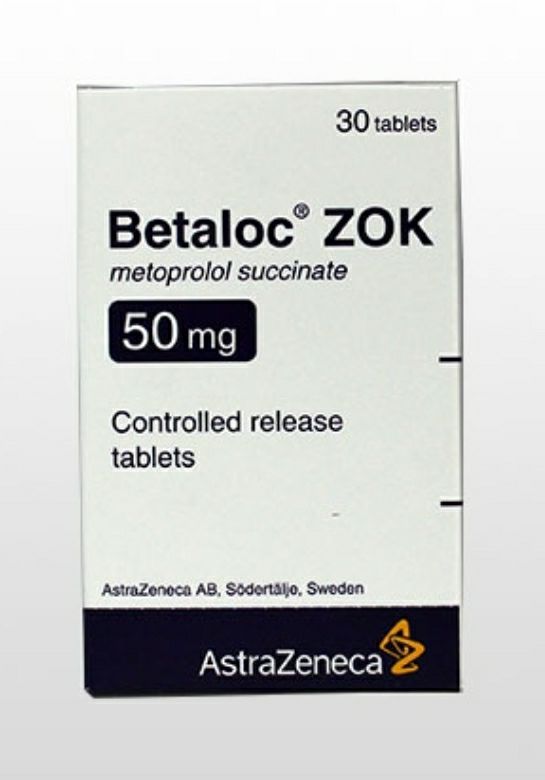 30 tablets
Betaloc® ZOK
metoprolol succinate
50 mg
Controlled release
tablets
AstraZeneca AB, Södertälje, Sweden
AstraZeneca